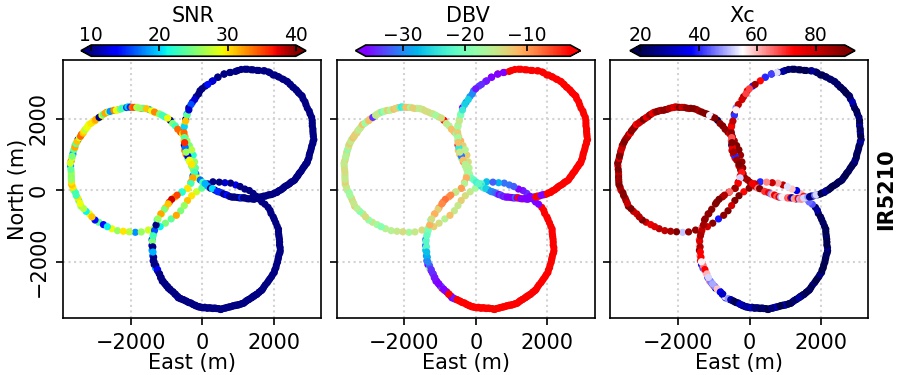 SNR DBV Xc
10 20 30 40 −30 −20 −10 20 40 60 80
2000
0
−2000
North (m)
IR5210
−2000 0 2000 −2000 0 2000 −2000 0 2000
East (m) East (m) East (m)